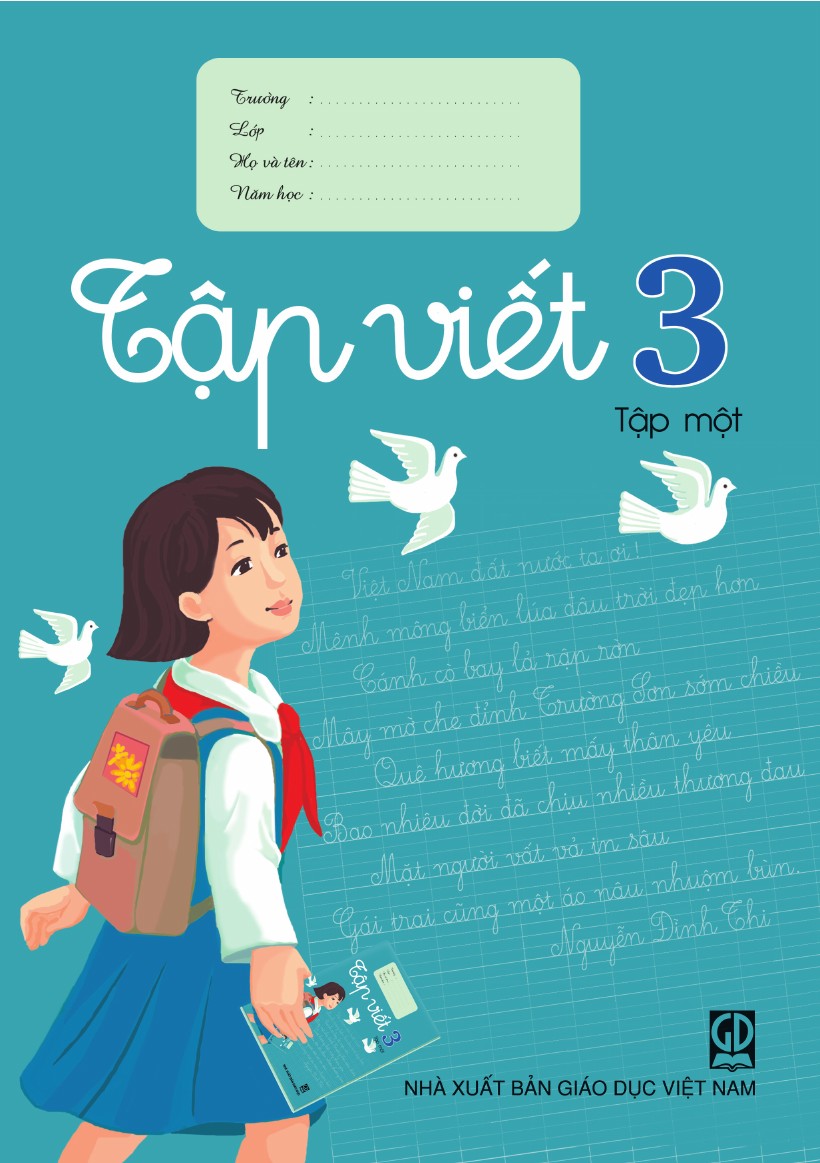 Trường : . . . . . . . . . . . . . . . . . . . . . . . . . .
Lớp : . . . . . . . . . . . . . . . . . . . . . . . . . .
Họ và tên : . . . . . . . . . . . . . . . . . . . . . . . . . .
Năm học : . . . . . . . . . . . . . . . . . . . . . . . . . .
Tập viết 3
Tập một
Việt Nam đất nước ta ơi!
Mênh mông biển lúa đâu trời đẹp hơn
Cánh cò bay lả rập rờn
Mây mờ che đỉnh Trường Sơn sớm chiều
Quê hương biết mấy thân yêu
Bao nhiêu đời đã chịu nhiều thương đau
Mặt người vất vả in sâu
Gái trai cũng một áo nâu nhuộm bùn.
Nguyễn Đình Thi
Tập viết 3
GD
NHÀ XUẤT BẢN GIÁO DỤC VIỆT NAM